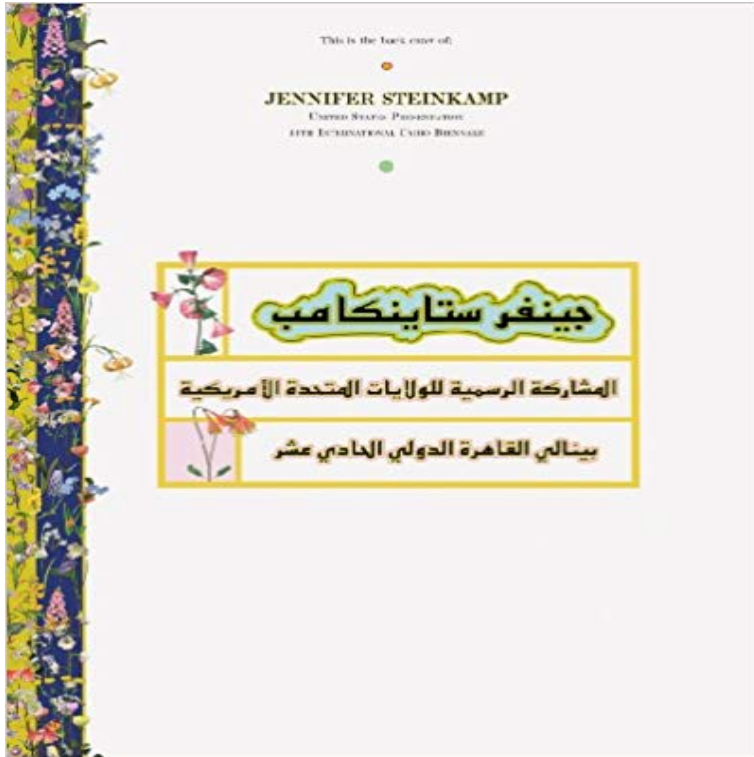 This is the back cover of:
JENNIFER STEINKAMP
UNITED STATES PRESENTATION
11TH INTERNATIONAL CAIRO BIENNALE
جينفر ستاينكامب
المشاركة الرسمية للولايات المتحدة الأمريكية
بينالي القاهرة الدولي الحادي عشر